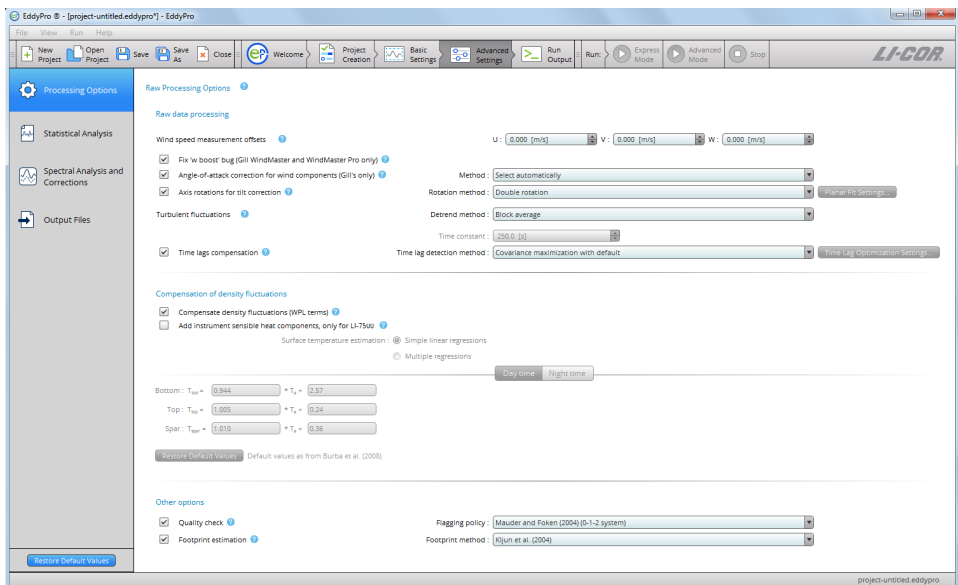 EddyPro ® - [project-untitled.eddypro*] - EddyPro
File View Run Help
New Project Open Project Save Save As Close Welcome Project Creation Basic Settings Advanced Settings Run Output Run: Express Mode Advanced Mode Stop LI-COR.
Processing Options
Statistical Analysis
Spectral Analysis and
Corrections
Output Files
Restore Default Values
Raw Processing Options ?
Raw data processing
Wind speed measurement offsets ? U : 0.000 [m/s] V : 0.000 [m/s] W : 0.000 [m/s]
Fix 'w boost' bug (Gill WindMaster and WindMaster Pro only) ?
Angle-of-attack correction for wind components (Gill's only) ? Method : Select automatically
Axis rotations for tilt correction ? Rotation method : Double rotation Planar Fit Settings...
Turbulent fluctuations ? Detrend method : Block average
Time constant : 250.0 [s]
Time lags compensation ? Time lag detection method : Covariance maximization with default Time Lag Optimization Settings...
Compensation of density fluctuations
Compensate density fluctuations (WPL terms) ?
Add instrument sensible heat components, only for LI-7500 ?
Surface temperature estimation : Simple linear regressions
Multiple regressions
Day time Night time
Bottom : T = 0.944 * Ta + 2.57
Top : T = 1.005 * Ta + 0.24
Spar : Tspar = 1.010 * Ta + 0.36
Restore Default Values Default values as from Burba et al. (2008)
Other options
Quality check ? Flagging policy : Mauder and Foken (2004) (0-1-2 system)
Footprint estimation ? Footprint method : Kljun et al. (2004)
project-untitled.eddypro